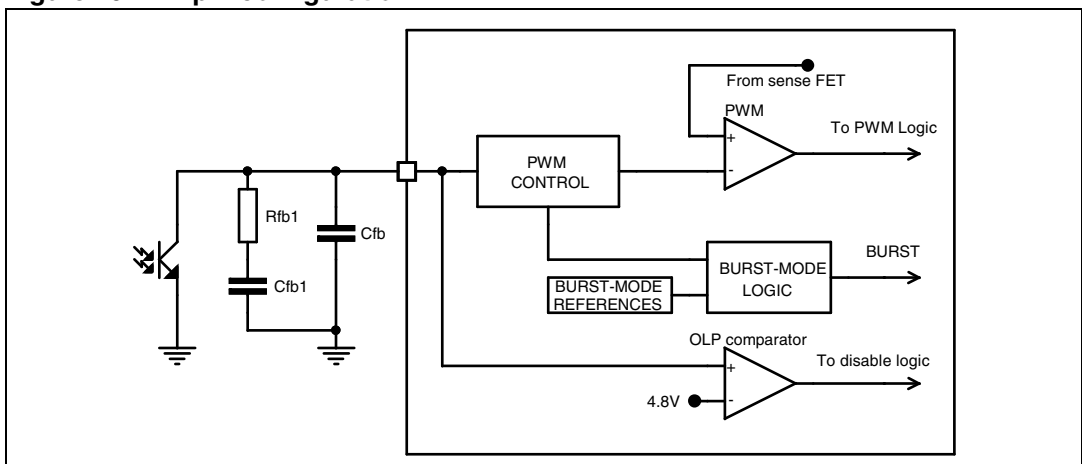 From sense FET
PWM
To PWM Logic
+
-
PWM
CONTROL
Rfb1
Cfb
Cfb1
BURST
BURST-MODE
LOGIC
BURST-MODE
REFERENCES
OLP comparator
To disable logic
+
4.8V
-